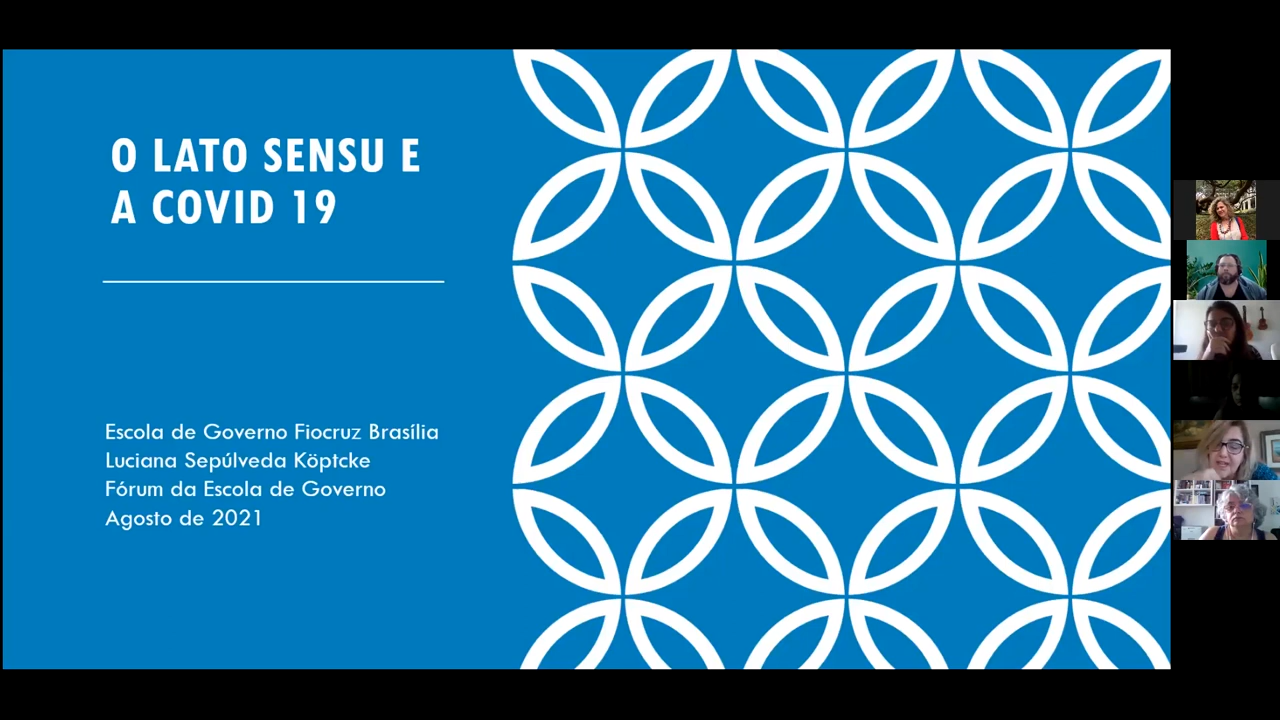 O LATO SENSU E
A COVID 19
Escola de Governo Fiocruz Brasília
Luciana Sepúlveda Köptcke
Fórum da Escola de Governo
Agosto de 2021